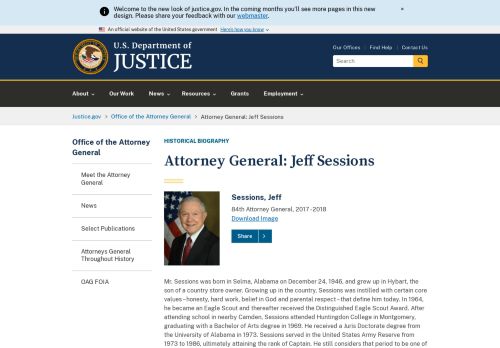 Welcome to the new look of justice.gov. In the coming months you'll see more pages in this new
design. Please share your feedback with our webmaster.
×
An official website of the United States government Here's how you know
U.S. Department of
JUSTICE
Our Offices | Find Help | Contact Us
Search
About Our Work News Resources Grants Employment
Justice.gov > Office of the Attorney General > Attorney General: Jeff Sessions
Office of the Attorney
General
Meet the Attorney
General
News
Select Publications
Attorneys General
Throughout History
OAG FOIA
HISTORICAL BIOGRAPHY
Attorney General: Jeff Sessions
Sessions, Jeff
84th Attorney General, 2017-2018
Download Image
Share >
Mr. Sessions was born in Selma, Alabama on December 24, 1946, and grew up in Hybart, the
son of a country store owner. Growing up in the country, Sessions was instilled with certain core
values–honesty, hard work, belief in God and parental respect–that define him today. In 1964,
he became an Eagle Scout and thereafter received the Distinguished Eagle Scout Award. After
attending school in nearby Camden, Sessions attended Huntingdon College in Montgomery,
graduating with a Bachelor of Arts degree in 1969. He received a Juris Doctorate degree from
the University of Alabama in 1973. Sessions served in the United States Army Reserve from
1973 to 1986, ultimately attaining the rank of Captain. He still considers that period to be one of